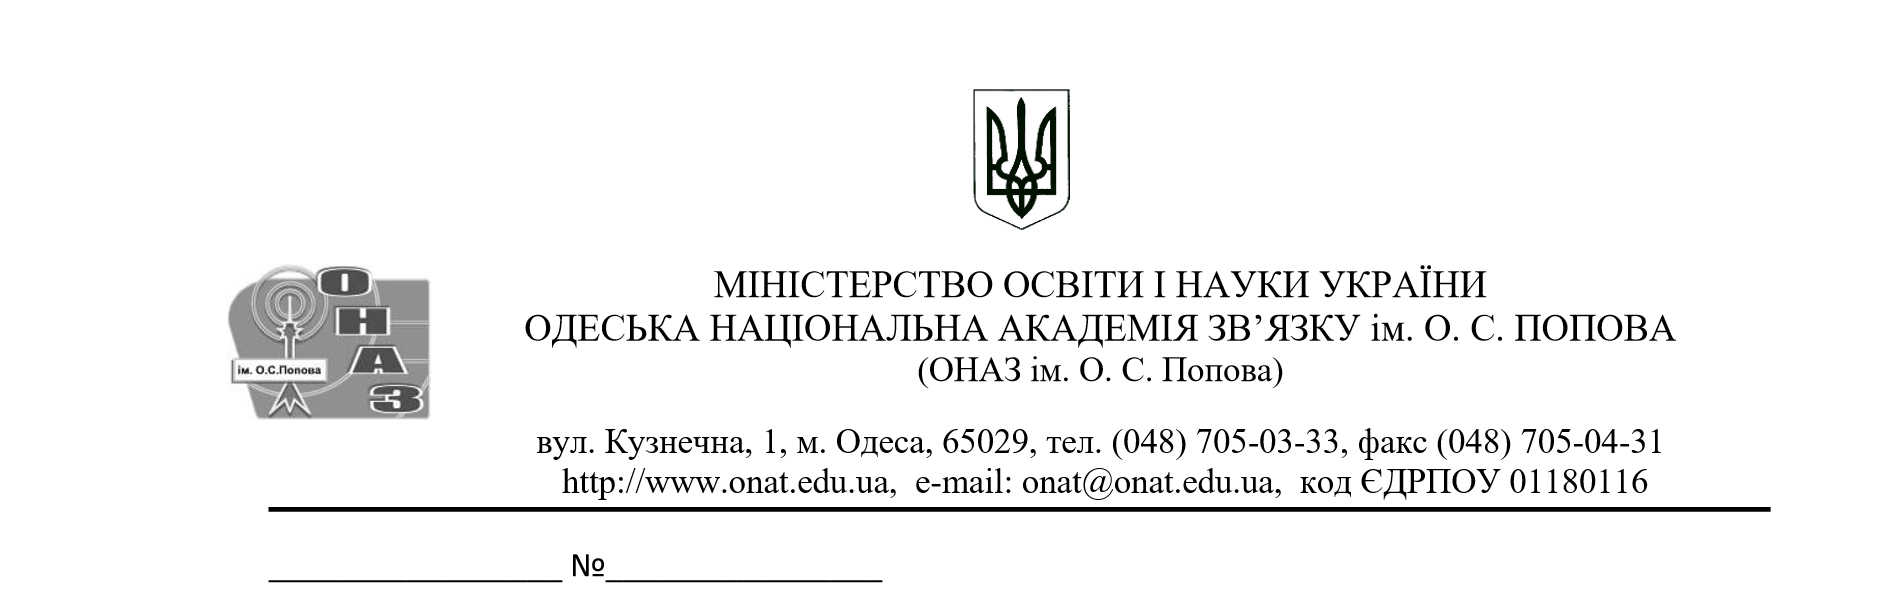 О
Н
А
З
ім. О.С.Попова
МІНІСТЕРСТВО ОСВІТИ І НАУКИ УКРАЇНИ
ОДЕСЬКА НАЦІОНАЛЬНА АКАДЕМІЯ ЗВ’ЯЗКУ ім. О. С. ПОПОВА
(ОНАЗ ім. О. С. Попова)
вул. Кузнечна, 1, м. Одеса, 65029, тел. (048) 705-03-33, факс (048) 705-04-31
http://www.onat.edu.ua, e-mail: onat@onat.edu.ua, код ЄДРПОУ 01180116
__________________ №_________________